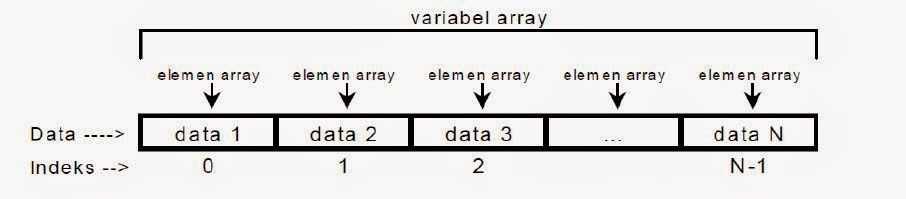 variabel array
elemen array elemen array elemen array elemen array elemen array
Data ----> data 1 data 2 data 3 ... data N
Indeks --> 0 1 2 N-1